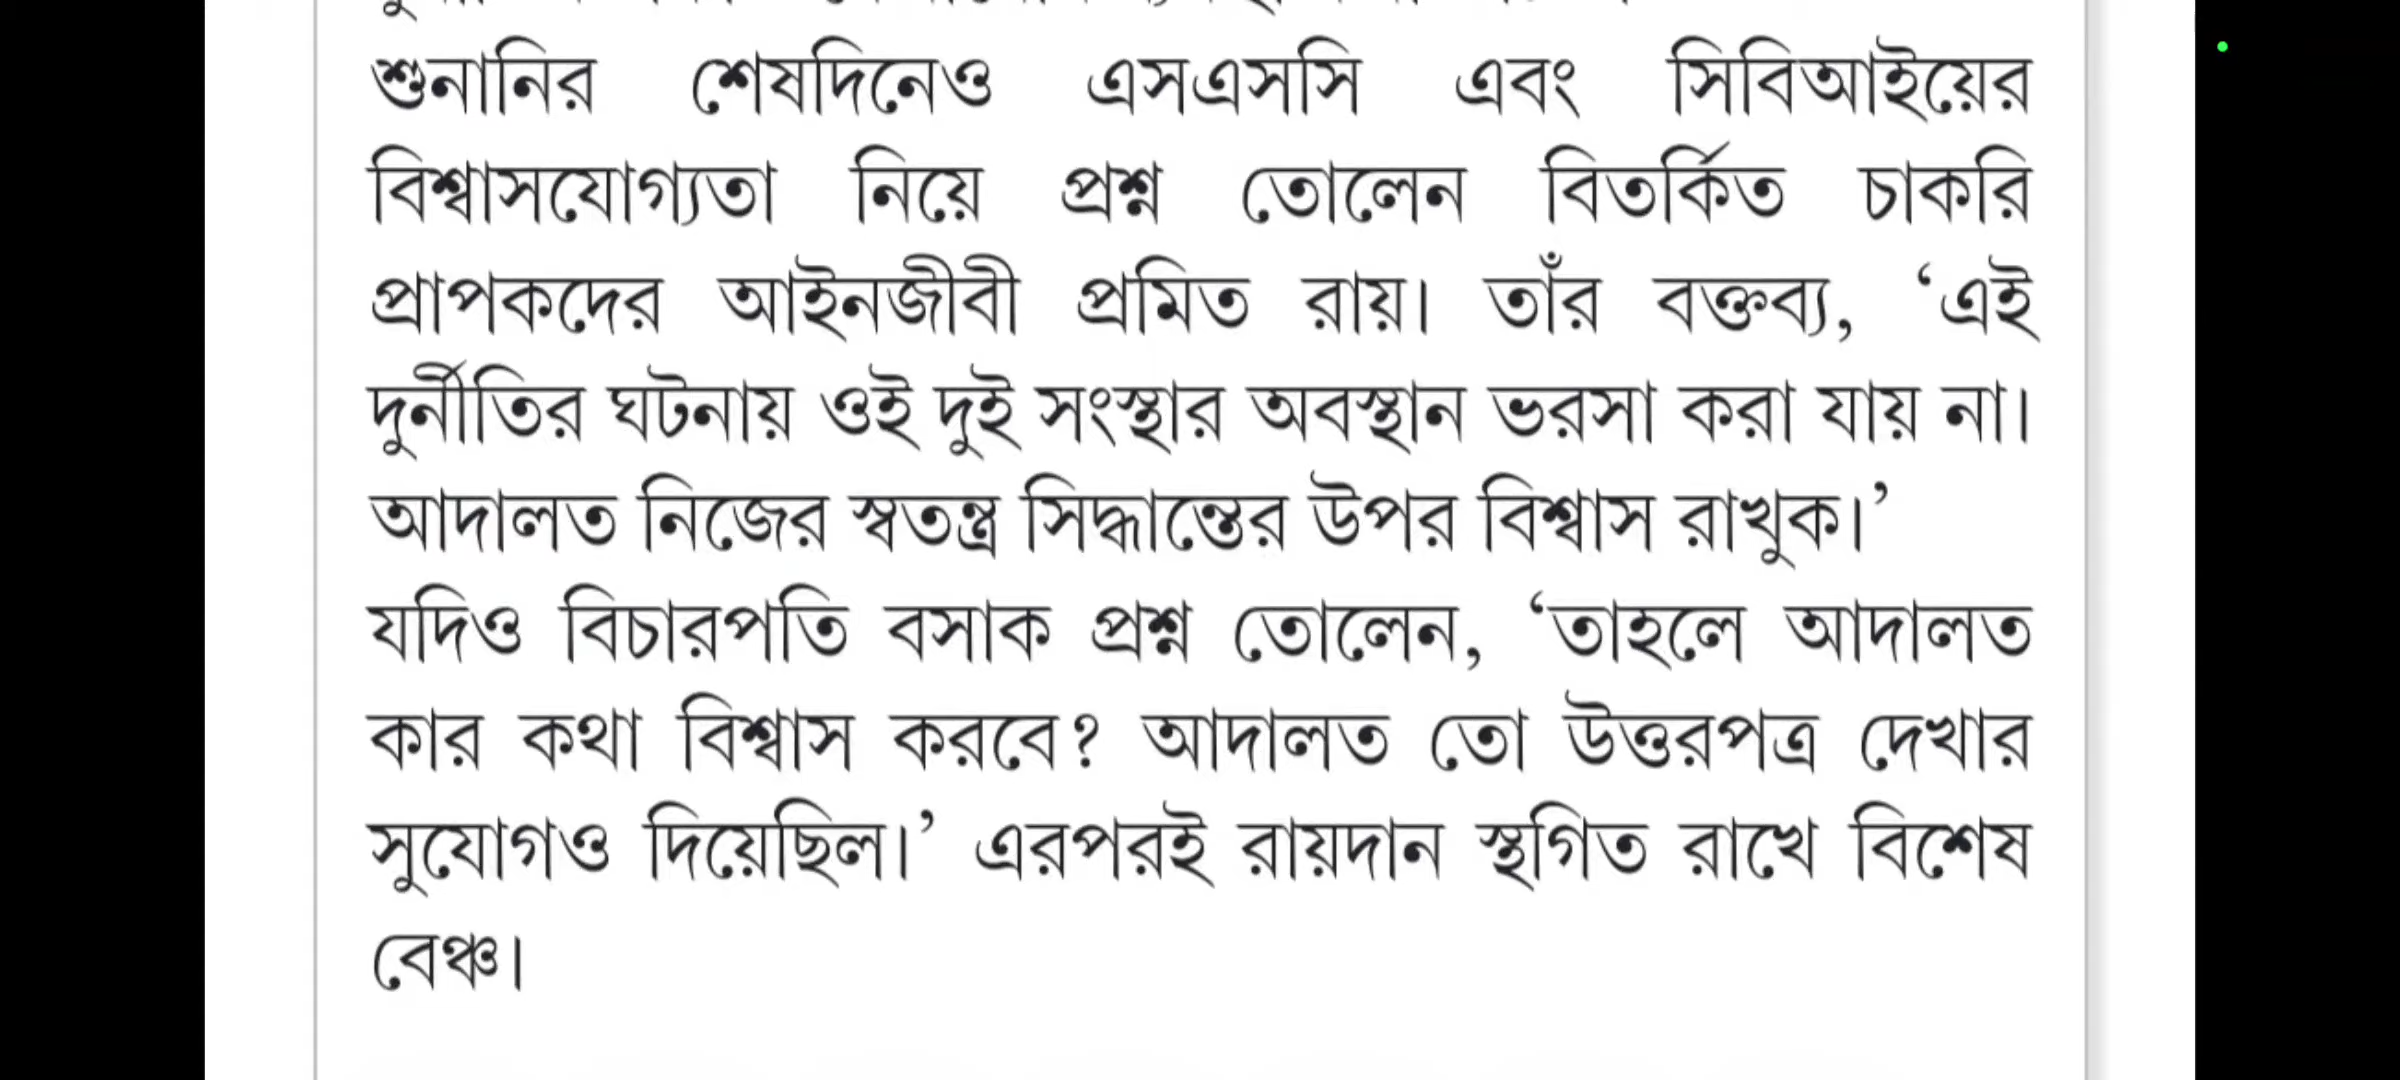 শুনানির শেষদিনেও এসএসসি এবং সিবিআইয়ের
বিশ্বাসযোগ্যতা নিয়ে প্রশ্ন তোলেন বিতর্কিত চাকরি
প্রাপকদের আইনজীবী প্রমিত রায়। তাঁর বক্তব্য, ‘এই
দুর্নীতির ঘটনায় ওই দুই সংস্থার অবস্থান ভরসা করা যায় না।
আদালত নিজের স্বতন্ত্র সিদ্ধান্তের উপর বিশ্বাস রাখুক।’
যদিও বিচারপতি বসাক প্রশ্ন তোলেন, ‘তাহলে আদালত
কার কথা বিশ্বাস করবে? আদালত তো উত্তরপত্র দেখার
সুযোগও দিয়েছিল।’ এরপরই রায়দান স্থগিত রাখে বিশেষ
বেঞ্চ।